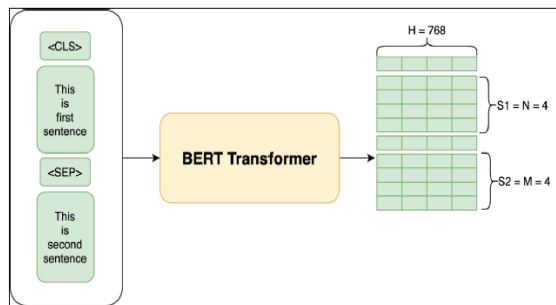 <CLS>
This
is
first
sentence
<SEP>
This
is
second
sentence
BERT Transformer
H = 768
S1 = N = 4
S2 = M = 4